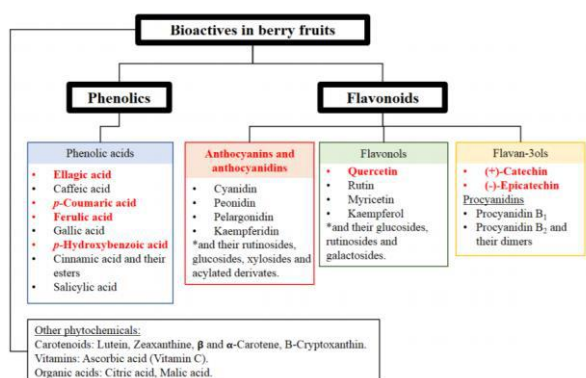 Bioactives in berry fruits
Phenolics
Flavonoids
Phenolic acids
• Ellagic acid
• Caffeic acid
• p-Coumaric acid
• Ferulic acid
• Gallic acid
• p-Hydroxybenzoic acid
• Cinnamic acid and their
esters
• Salicylic acid
Anthocyanins and
anthocyanidins
• Cyanidin
• Peonidin
• Pelargonidin
• Kaempferidin
*and their rutinosides,
glucosides, xylosides and
acylated derivates.
Flavonols
• Quercetin
• Rutin
• Myricetin
• Kaempferol
*and their glucosides,
rutinosides and
galactosides.
Flavan-3ols
• (+)-Catechin
• (-)-Epicatechin
Procyanidins
• Procyanidin B₁
• Procyanidin B₂ and
their dimers
Other phytochemicals:
Carotenoids: Lutein, Zeaxanthine, β and α-Carotene, B-Cryptoxanthin.
Vitamins: Ascorbic acid (Vitamin C).
Organic acids: Citric acid, Malic acid.